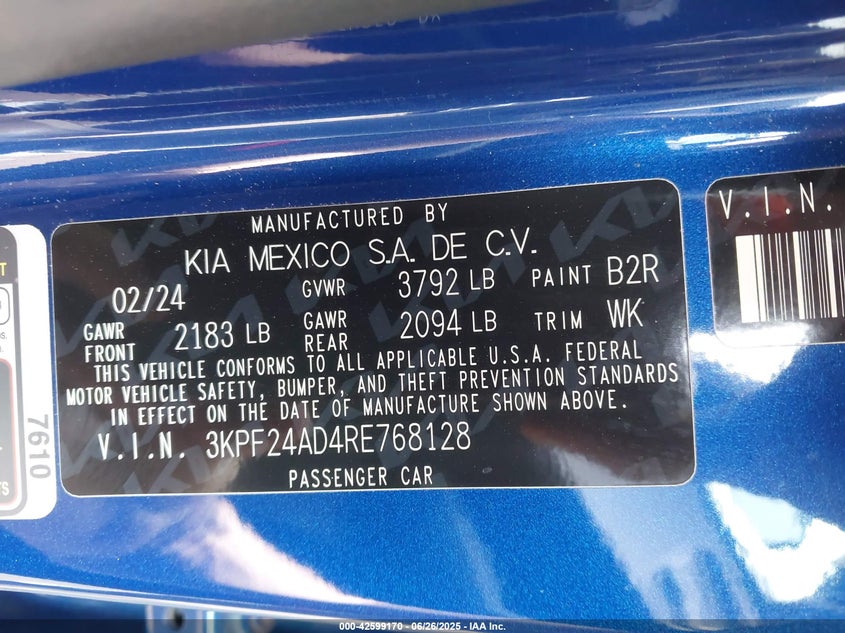 MANUFACTURED BY
KIA MEXICO S.A. DE C.V.
02/24 GVWR 3792 LB PAINT B2R
GAWR FRONT 2183 LB GAWR REAR 2094 LB TRIM WK
THIS VEHICLE CONFORMS TO ALL APPLICABLE U.S.A. FEDERAL
MOTOR VEHICLE SAFETY, BUMPER, AND THEFT PREVENTION STANDARDS
IN EFFECT ON THE DATE OF MANUFACTURE SHOWN ABOVE.
V.I.N. 3KPF24AD4RE768128
PASSENGER CAR
V.I.N.
7610
000-42599170 - 06/26/2025 - IAA Inc.